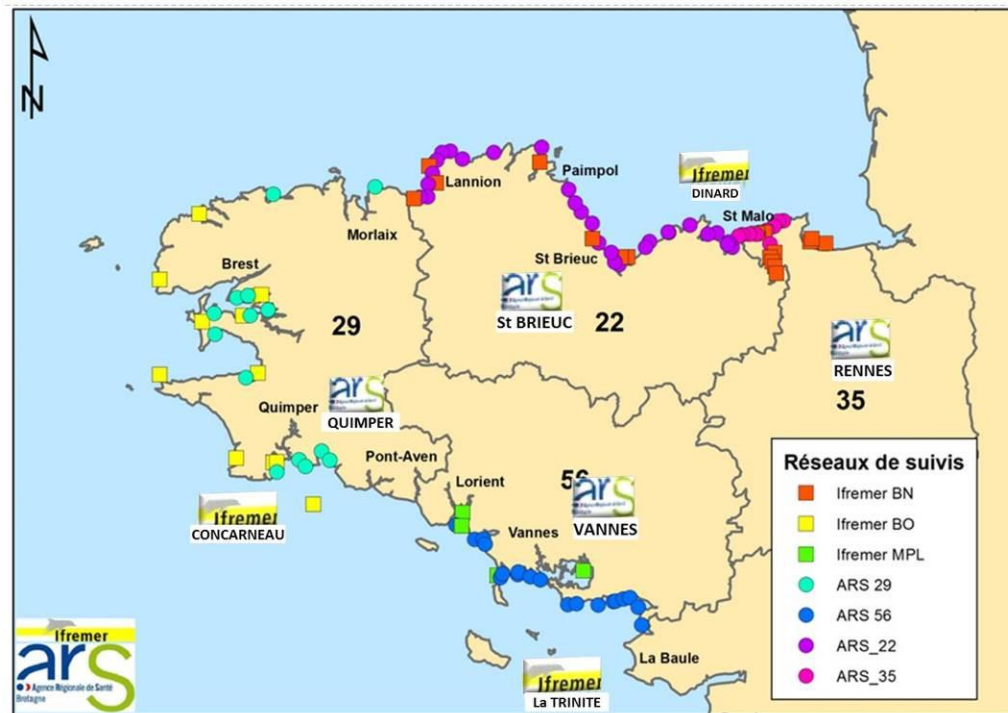 N
Paimpol
Ifremer
DINARD
Lannion
St Malo
Morlaix
St Brieuc
Brest
ars
St BRIEUC
22
29
ars
RENNES
35
Quimper
ars
QUIMPER
Pont-Aven
Lorient
56
ars
VANNES
Vannes
Ifremer
CONCARNEAU
La Baule
Ifremer
La TRINITE
Réseaux de suivis
Ifremer BN
Ifremer BO
Ifremer MPL
ARS 29
ARS 56
ARS_22
ARS_35
Ifremer
ars
Agence Régionale de Santé
Bretagne